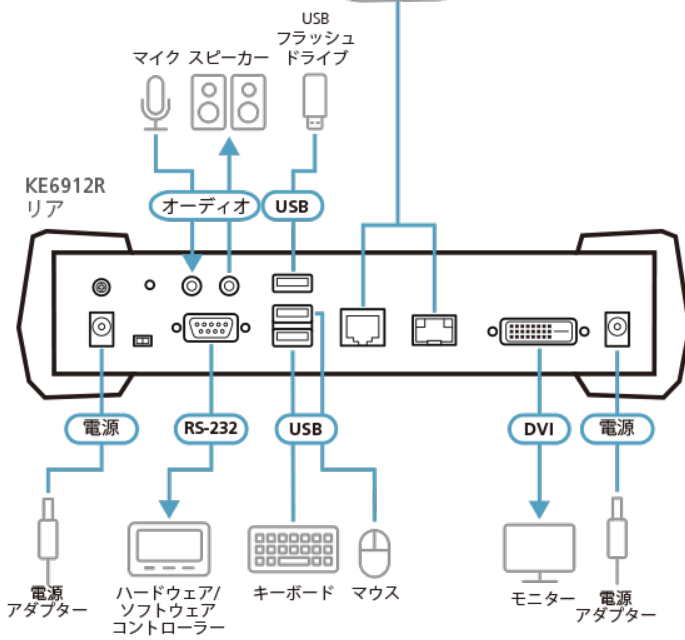 USB
フラッシュ
ドライブ
マイク
スピーカー
KE6912R
リア
オーディオ
USB
電源
RS-232
USB
DVI
電源
電源
アダプター
ハードウェア/
ソフトウェア
コントローラー
キーボード
マウス
モニター
電源
アダプター